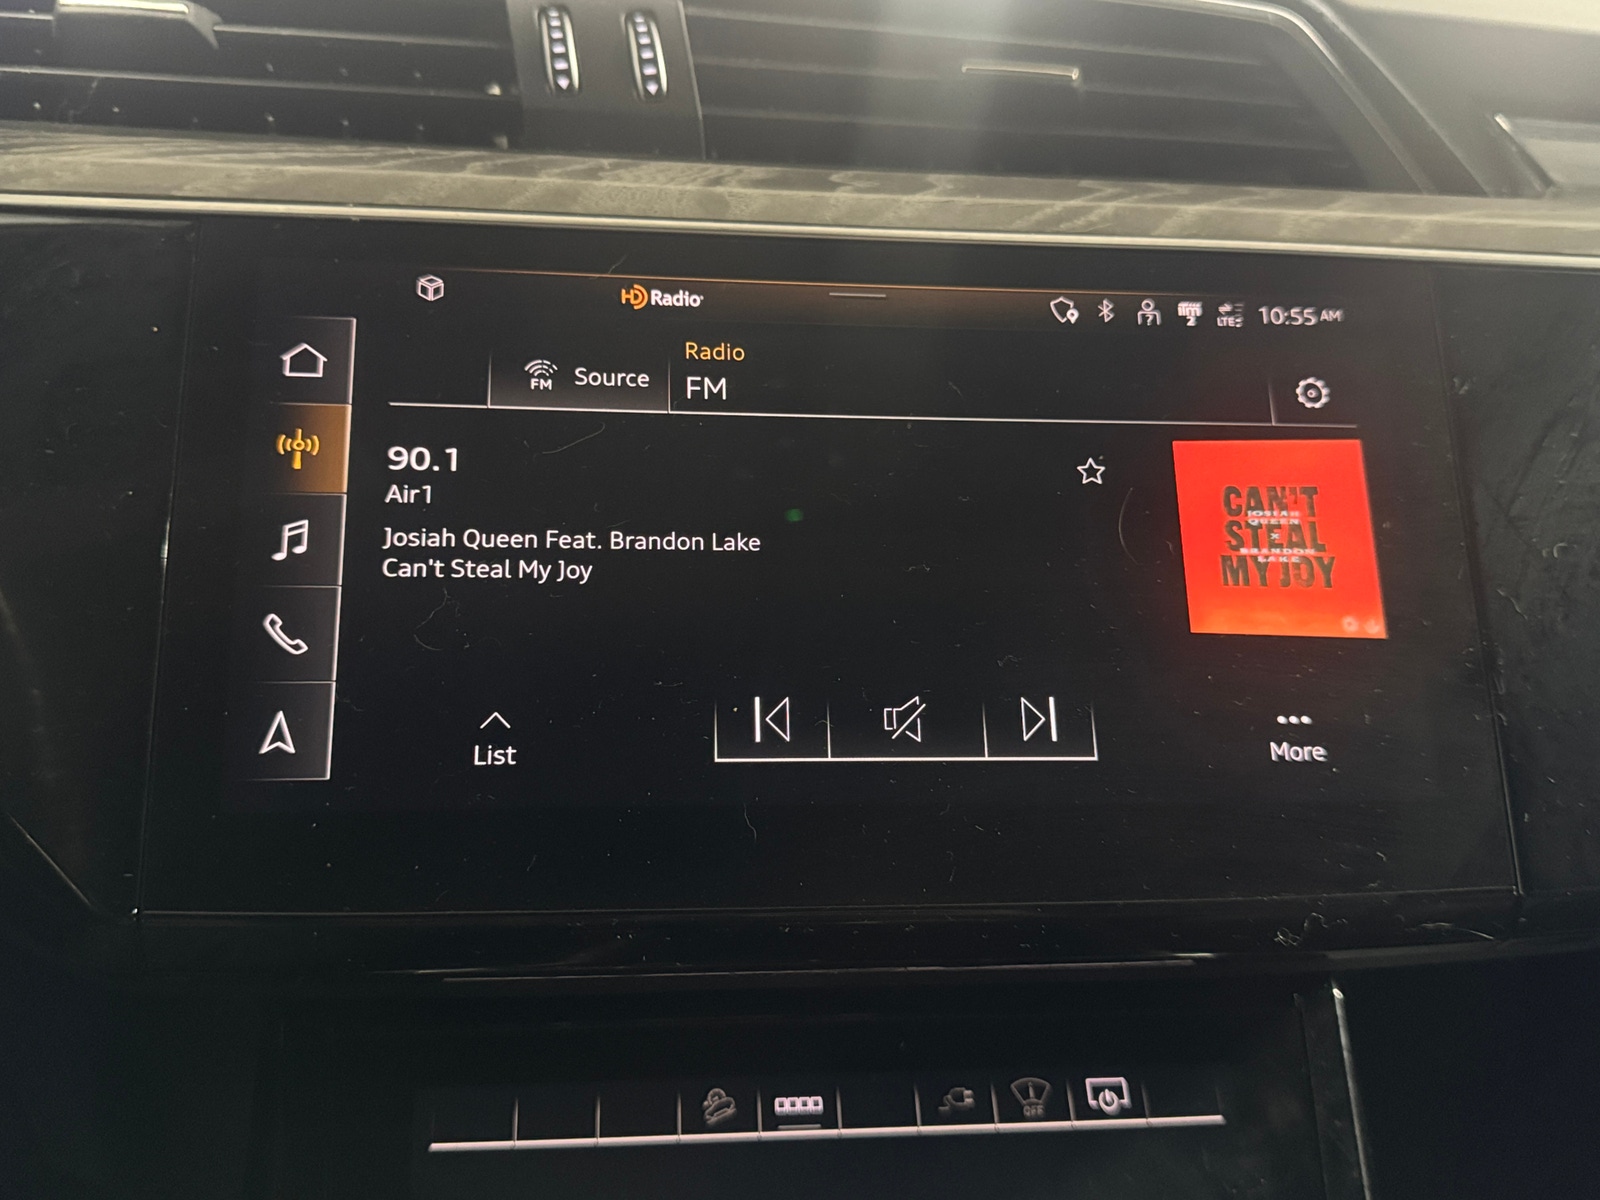 HD Radio
LTE
10:55 AM
FM
Source
Radio
FM
90.1
Air1
Josiah Queen Feat. Brandon Lake
Can't Steal My Joy
CAN'T
JOSIAH
QUEEN
STEAL
X
BRANDON
LAKE
MY JOY
List
More
OFF